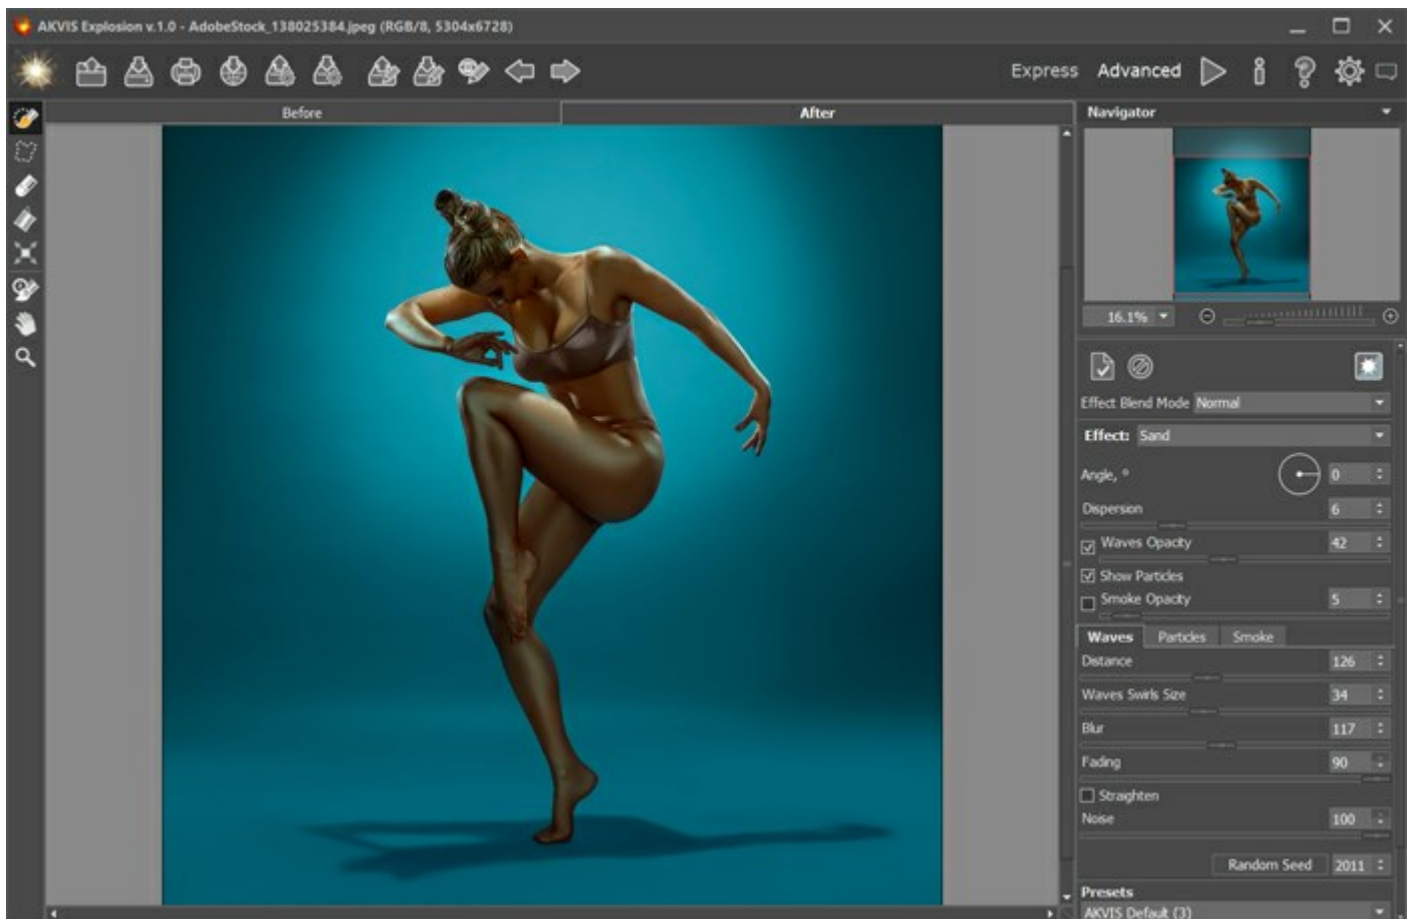 AKVIS Explosion v.1.0 - AdobeStock_138025384.jpeg (RGB/8, 5304x6728)
Express Advanced
Before After
Navigator
16.1%
Effect Blend Mode Normal
Effect: Sand
Angle, ° 0
Dispersion 6
Waves Opacity 42
Show Particles
Smoke Opacity 5
Waves Particles Smoke
Distance 126
Waves Swirls Size 34
Blur 117
Fading 90
Straighten
Noise 100
Random Seed 2011
Presets
AKVIS Default (3)